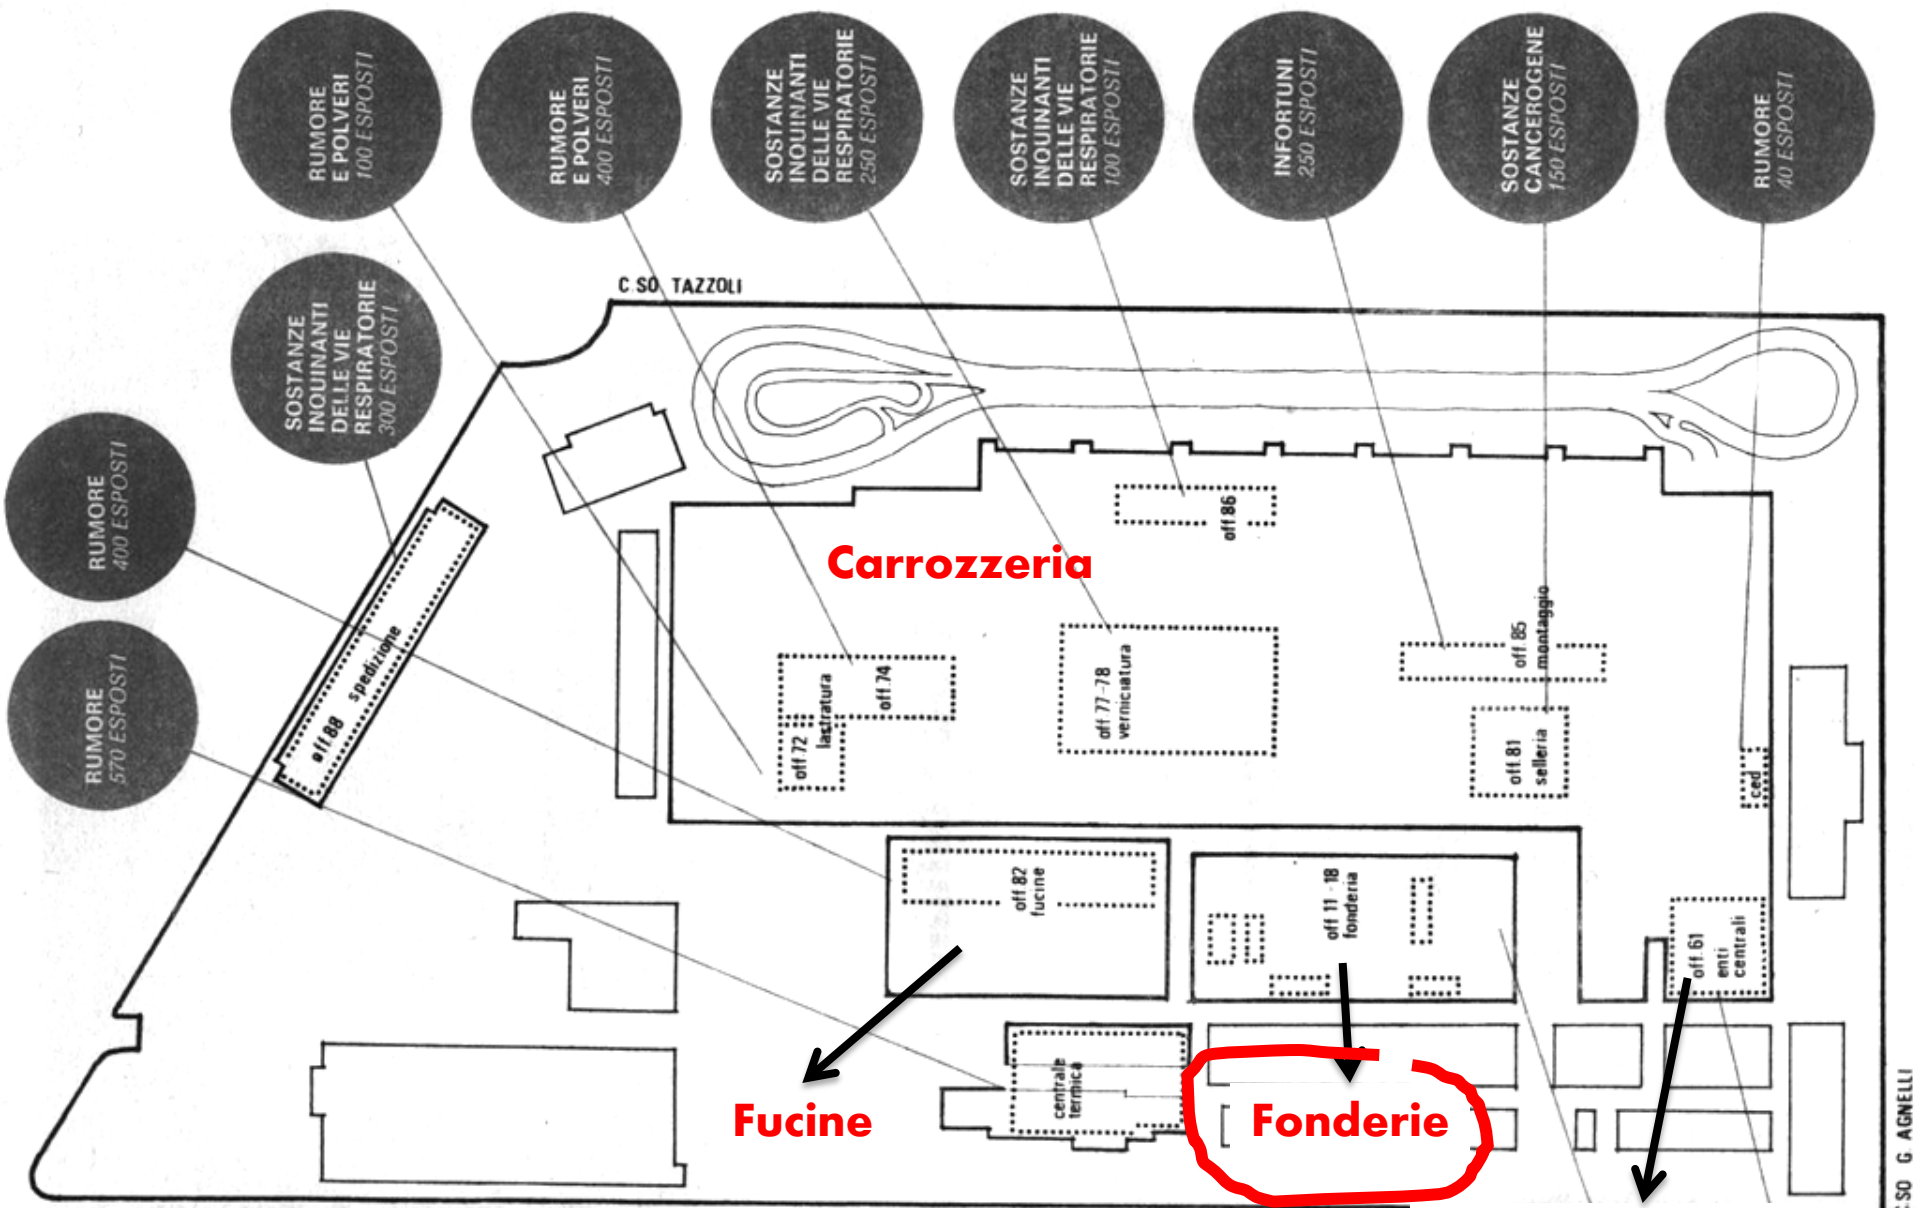 RUMORE
E POLVERI
100 ESPOSTI
RUMORE
E POLVERI
400 ESPOSTI
SOSTANZE
INQUINANTI
DELLE VIE
RESPIRATORIE
250 ESPOSTI
SOSTANZE
INQUINANTI
DELLE VIE
RESPIRATORIE
100 ESPOSTI
INFORTUNI
250 ESPOSTI
SOSTANZE
CANCEROGENE
150 ESPOSTI
RUMORE
40 ESPOSTI
SOSTANZE
INQUINANTI
DELLE VIE
RESPIRATORIE
300 ESPOSTI
RUMORE
400 ESPOSTI
RUMORE
570 ESPOSTI
C.SO TAZZOLI
off.86
Carrozzeria
off.88 spedizione
off.72
lastratura
off.74
off 77-78
verniciatura
off.85
montaggio
off.81
selleria
ced
off.82
fucine
off 11-18
fonderia
off.61
enti
centrali
centrale
termica
Fucine
Fonderie
SO G. AGNELLI